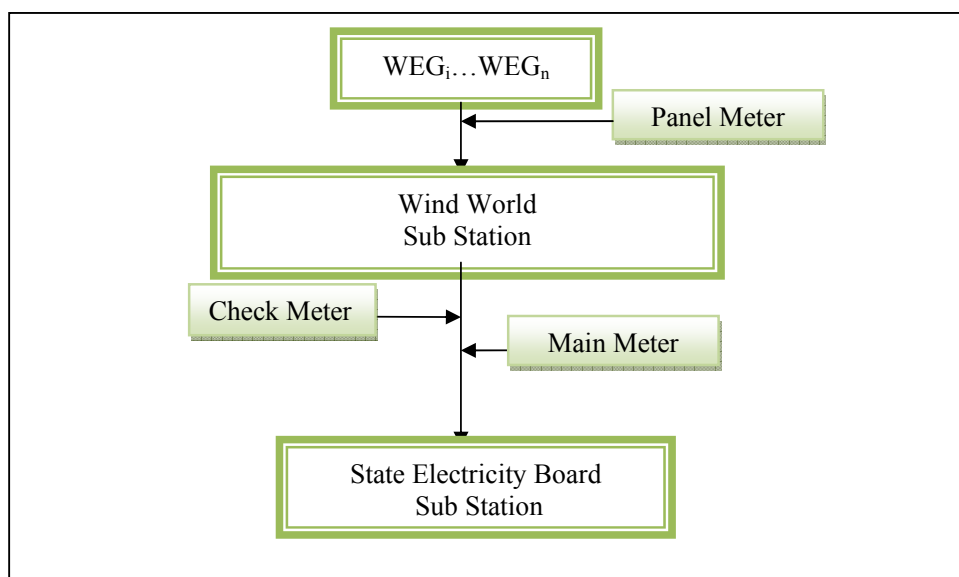 WEGi…WEGn
Panel Meter
Wind World
Sub Station
Check Meter
Main Meter
State Electricity Board
Sub Station